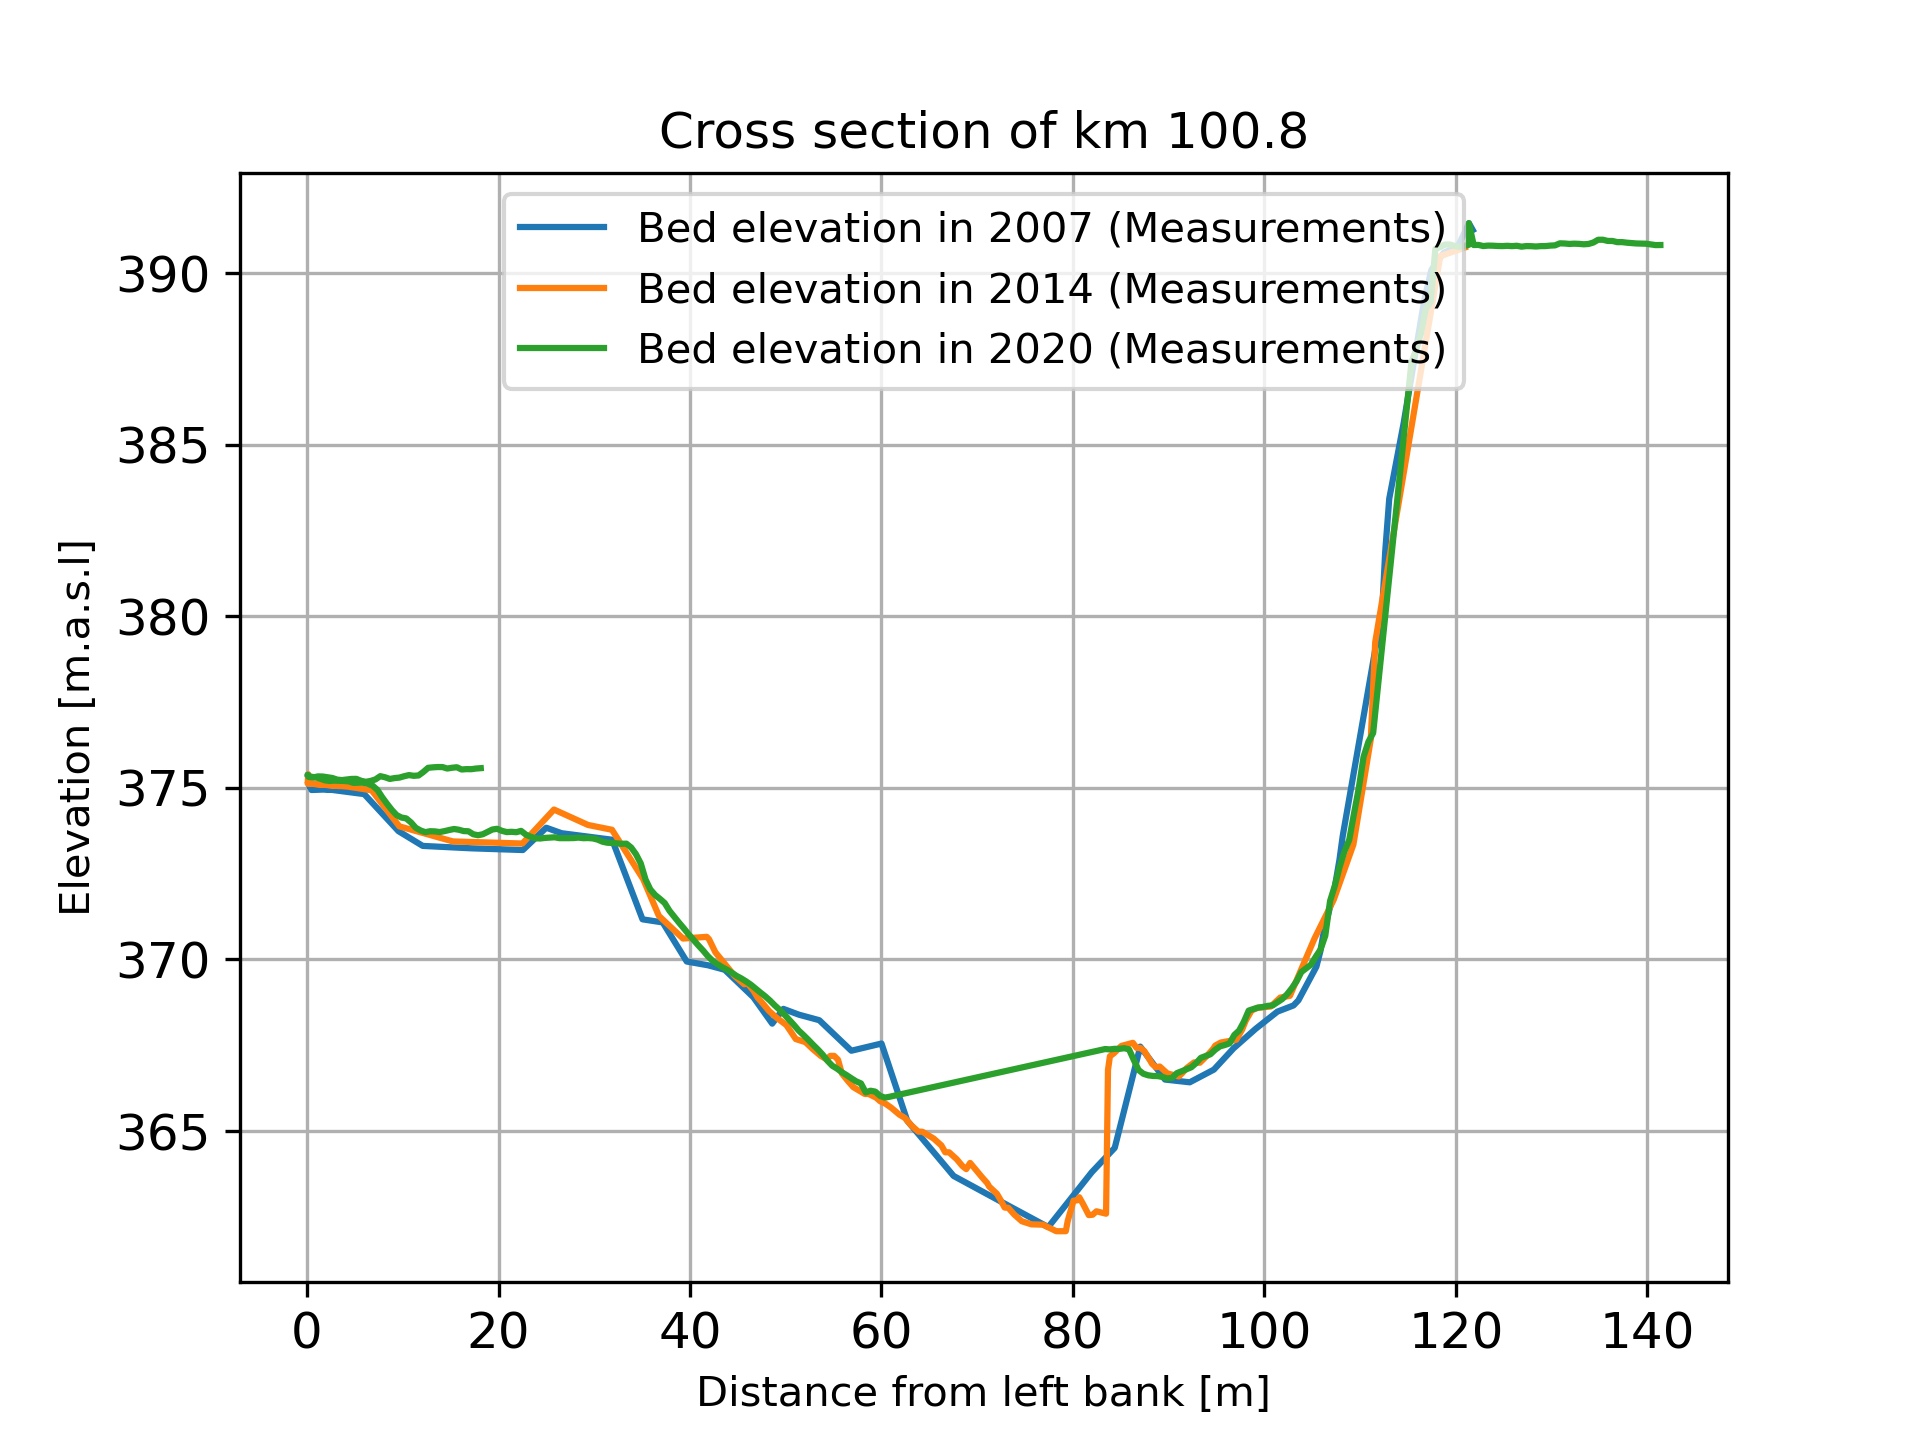 Cross section of km 100.8
Bed elevation in 2007 (Measurements)
Bed elevation in 2014 (Measurements)
Bed elevation in 2020 (Measurements)
Elevation [m.a.s.l]
390
385
380
375
370
365
0 20 40 60 80 100 120 140
Distance from left bank [m]